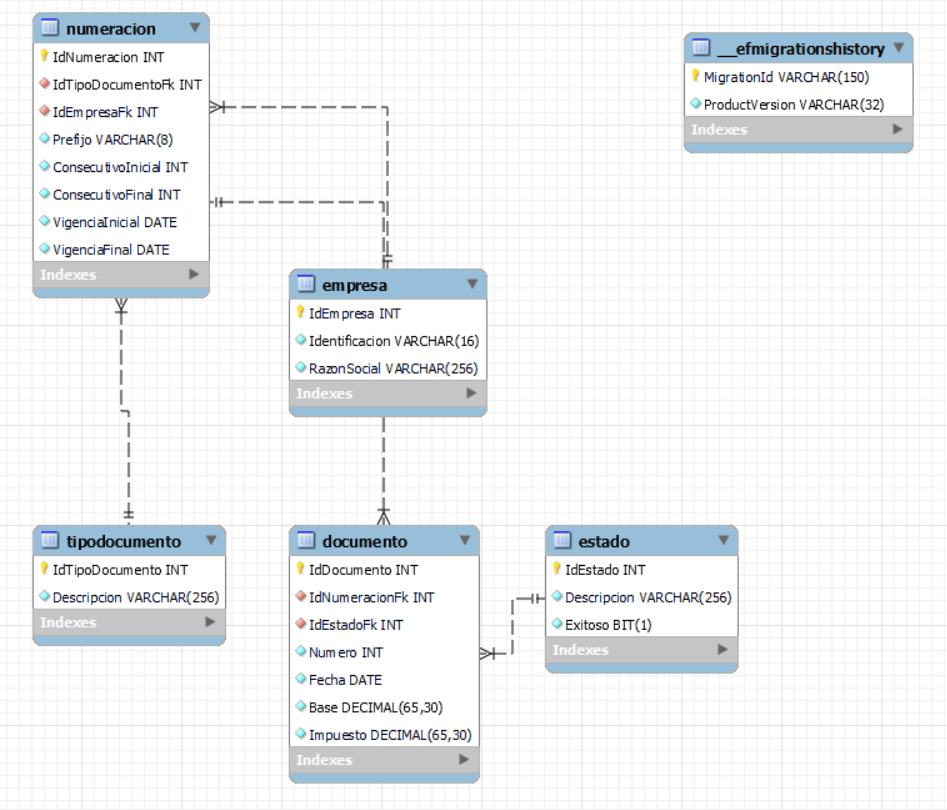 numeracion
IdNumeracion INT
IdTipoDocumentoFk INT
IdEmpresaFk INT
Prefijo VARCHAR(8)
ConsecutivoInicial INT
ConsecutivoFinal INT
VigenciaInicial DATE
VigenciaFinal DATE
Indexes
__efmigrationshistory
MigrationId VARCHAR(150)
ProductVersion VARCHAR(32)
Indexes
empresa
IdEmpresa INT
Identificacion VARCHAR(16)
RazonSocial VARCHAR(256)
Indexes
tipodocumento
IdTipoDocumento INT
Descripcion VARCHAR(256)
Indexes
documento
IdDocumento INT
IdNumeracionFk INT
IdEstadoFk INT
Numero INT
Fecha DATE
Base DECIMAL(65,30)
Impuesto DECIMAL(65,30)
Indexes
estado
IdEstado INT
Descripcion VARCHAR(256)
Exitoso BIT(1)
Indexes